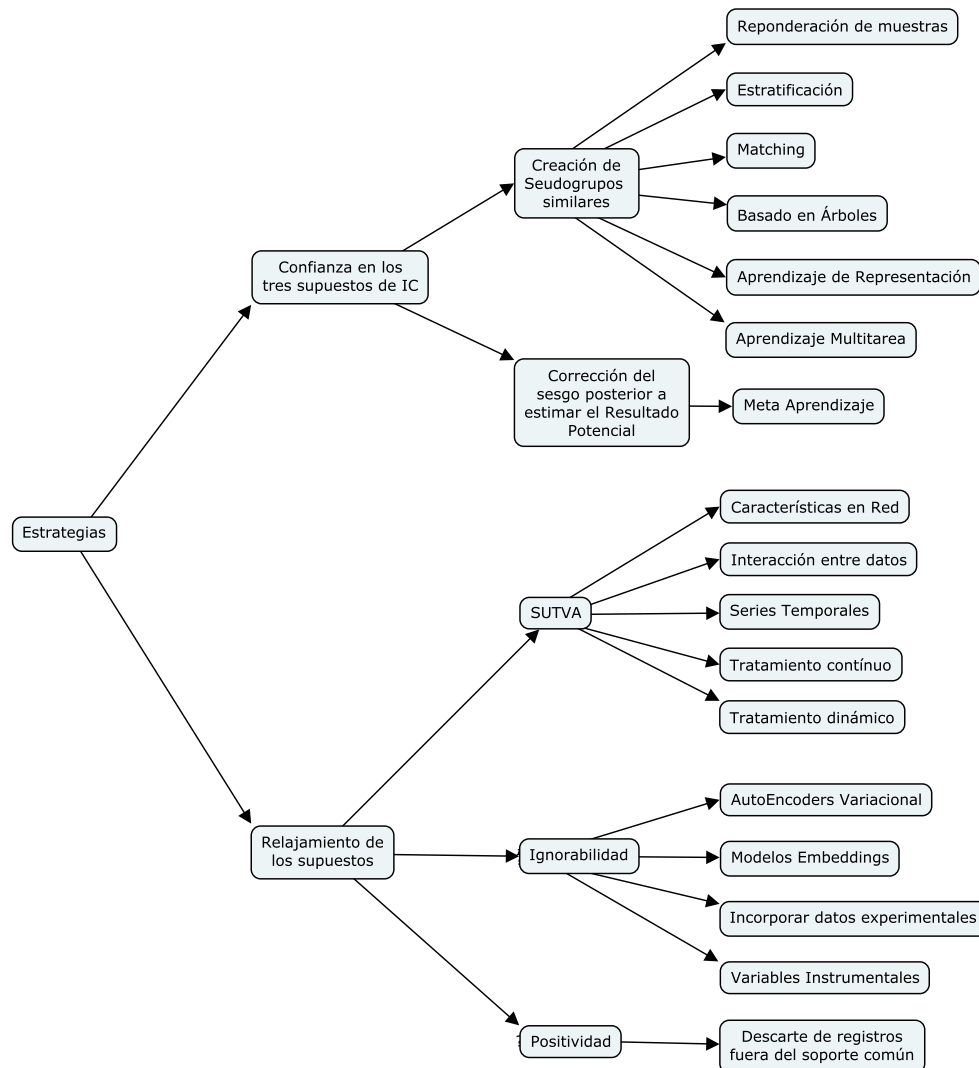 Reponderación de muestras
Estratificación
Matching
Creación de
Seudogrupos
similares
Basado en Árboles
Confianza en los
tres supuestos de IC
Aprendizaje de Representación
Aprendizaje Multitarea
Corrección del
sesgo posterior a
estimar el Resultado
Potencial
Meta Aprendizaje
Estrategias
Características en Red
Interacción entre datos
SUTVA
Series Temporales
Tratamiento contínuo
Tratamiento dinámico
Relajamiento de
los supuestos
AutoEncoders Variacional
Ignorabilidad
Modelos Embeddings
Incorporar datos experimentales
Variables Instrumentales
Positividad
Descarte de registros
fuera del soporte común